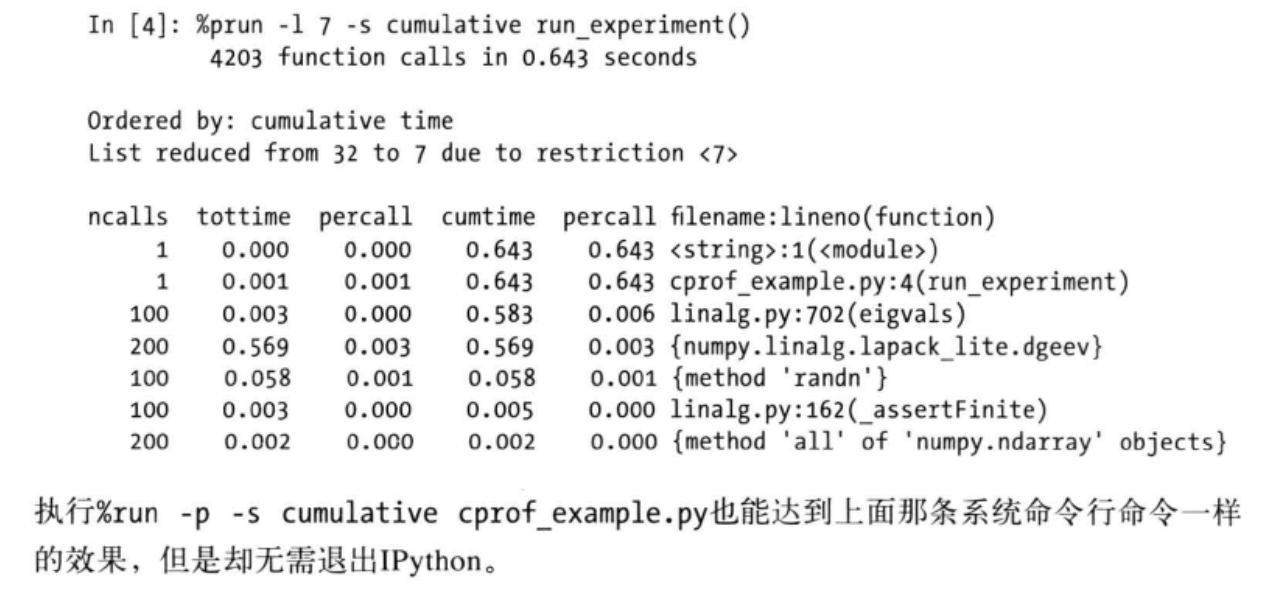 In [4]: %prun -l 7 -s cumulative run_experiment()
4203 function calls in 0.643 seconds
Ordered by: cumulative time
List reduced from 32 to 7 due to restriction <7>
ncalls tottime percall cumtime percall filename:lineno(function)
1 0.000 0.000 0.643 0.643 <string>:1(<module>)
1 0.001 0.001 0.643 0.643 cprof_example.py:4(run_experiment)
100 0.003 0.000 0.583 0.006 linalg.py:702(eigvals)
200 0.569 0.003 0.569 0.003 {numpy.linalg.lapack_lite.dgeev}
100 0.058 0.001 0.058 0.001 {method 'randn'}
100 0.003 0.000 0.005 0.000 linalg.py:162(_assertFinite)
200 0.002 0.000 0.002 0.000 {method 'all' of 'numpy.ndarray' objects}
执行%run -p -s cumulative cprof_example.py也能达到上面那条系统命令行命令一样
的效果，但是却无需退出IPython。